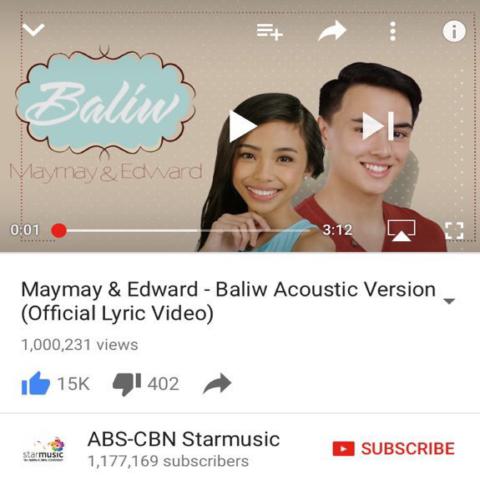 Baliw
Maymay & Edward
0:01
3:12
Maymay & Edward - Baliw Acoustic Version
(Official Lyric Video)
1,000,231 views
15K
402
starmusic
ABS-CBN Starmusic
SUBSCRIBE
1,177,169 subscribers